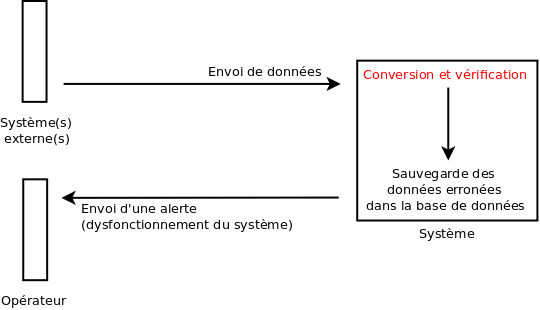 Envoi de données
Conversion et vérification
Système(s)
externe(s)
Sauvegarde des
données erronées
dans la base de données
Envoi d'une alerte
(dysfonctionement du système)
Système
Opérateur